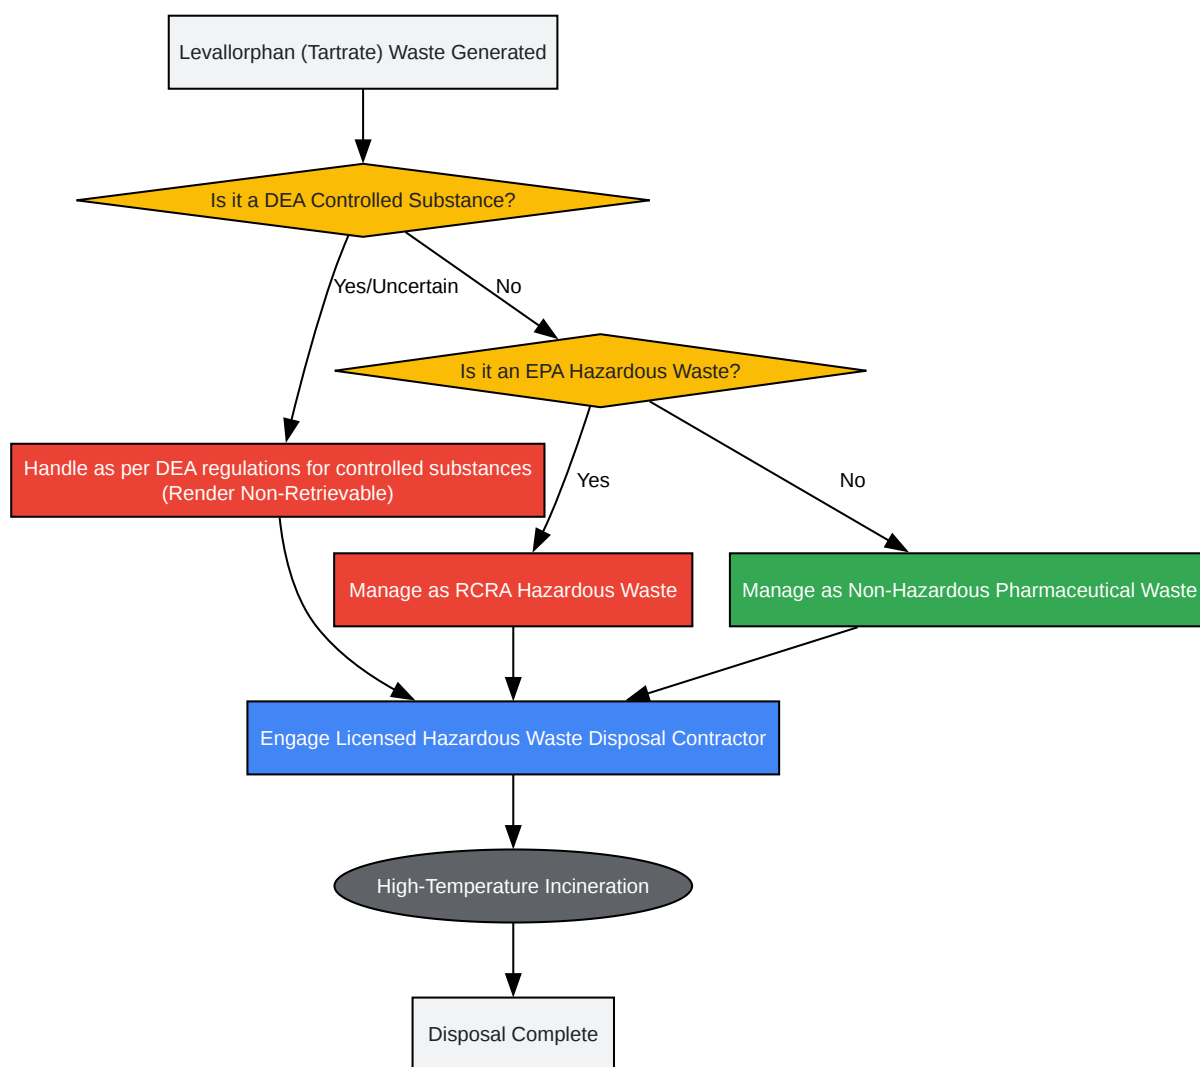 Levallorphan (Tartrate) Waste Generated
Is it a DEA Controlled Substance?
Yes/Uncertain
No
Is it an EPA Hazardous Waste?
Handle as per DEA regulations for controlled substances
(Render Non-Retrievable)
Yes
No
Manage as RCRA Hazardous Waste
Manage as Non-Hazardous Pharmaceutical Waste
Engage Licensed Hazardous Waste Disposal Contractor
High-Temperature Incineration
Disposal Complete